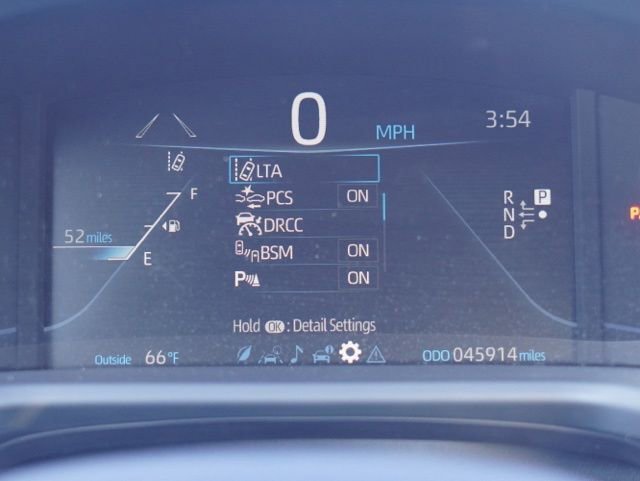 0 MPH 3:54
LTA
PCS ON
DRCC
BSM ON
P ON
F
52 miles
E
R P
N
D
Hold OK : Detail Settings
Outside 66°F
ODO 045914 miles